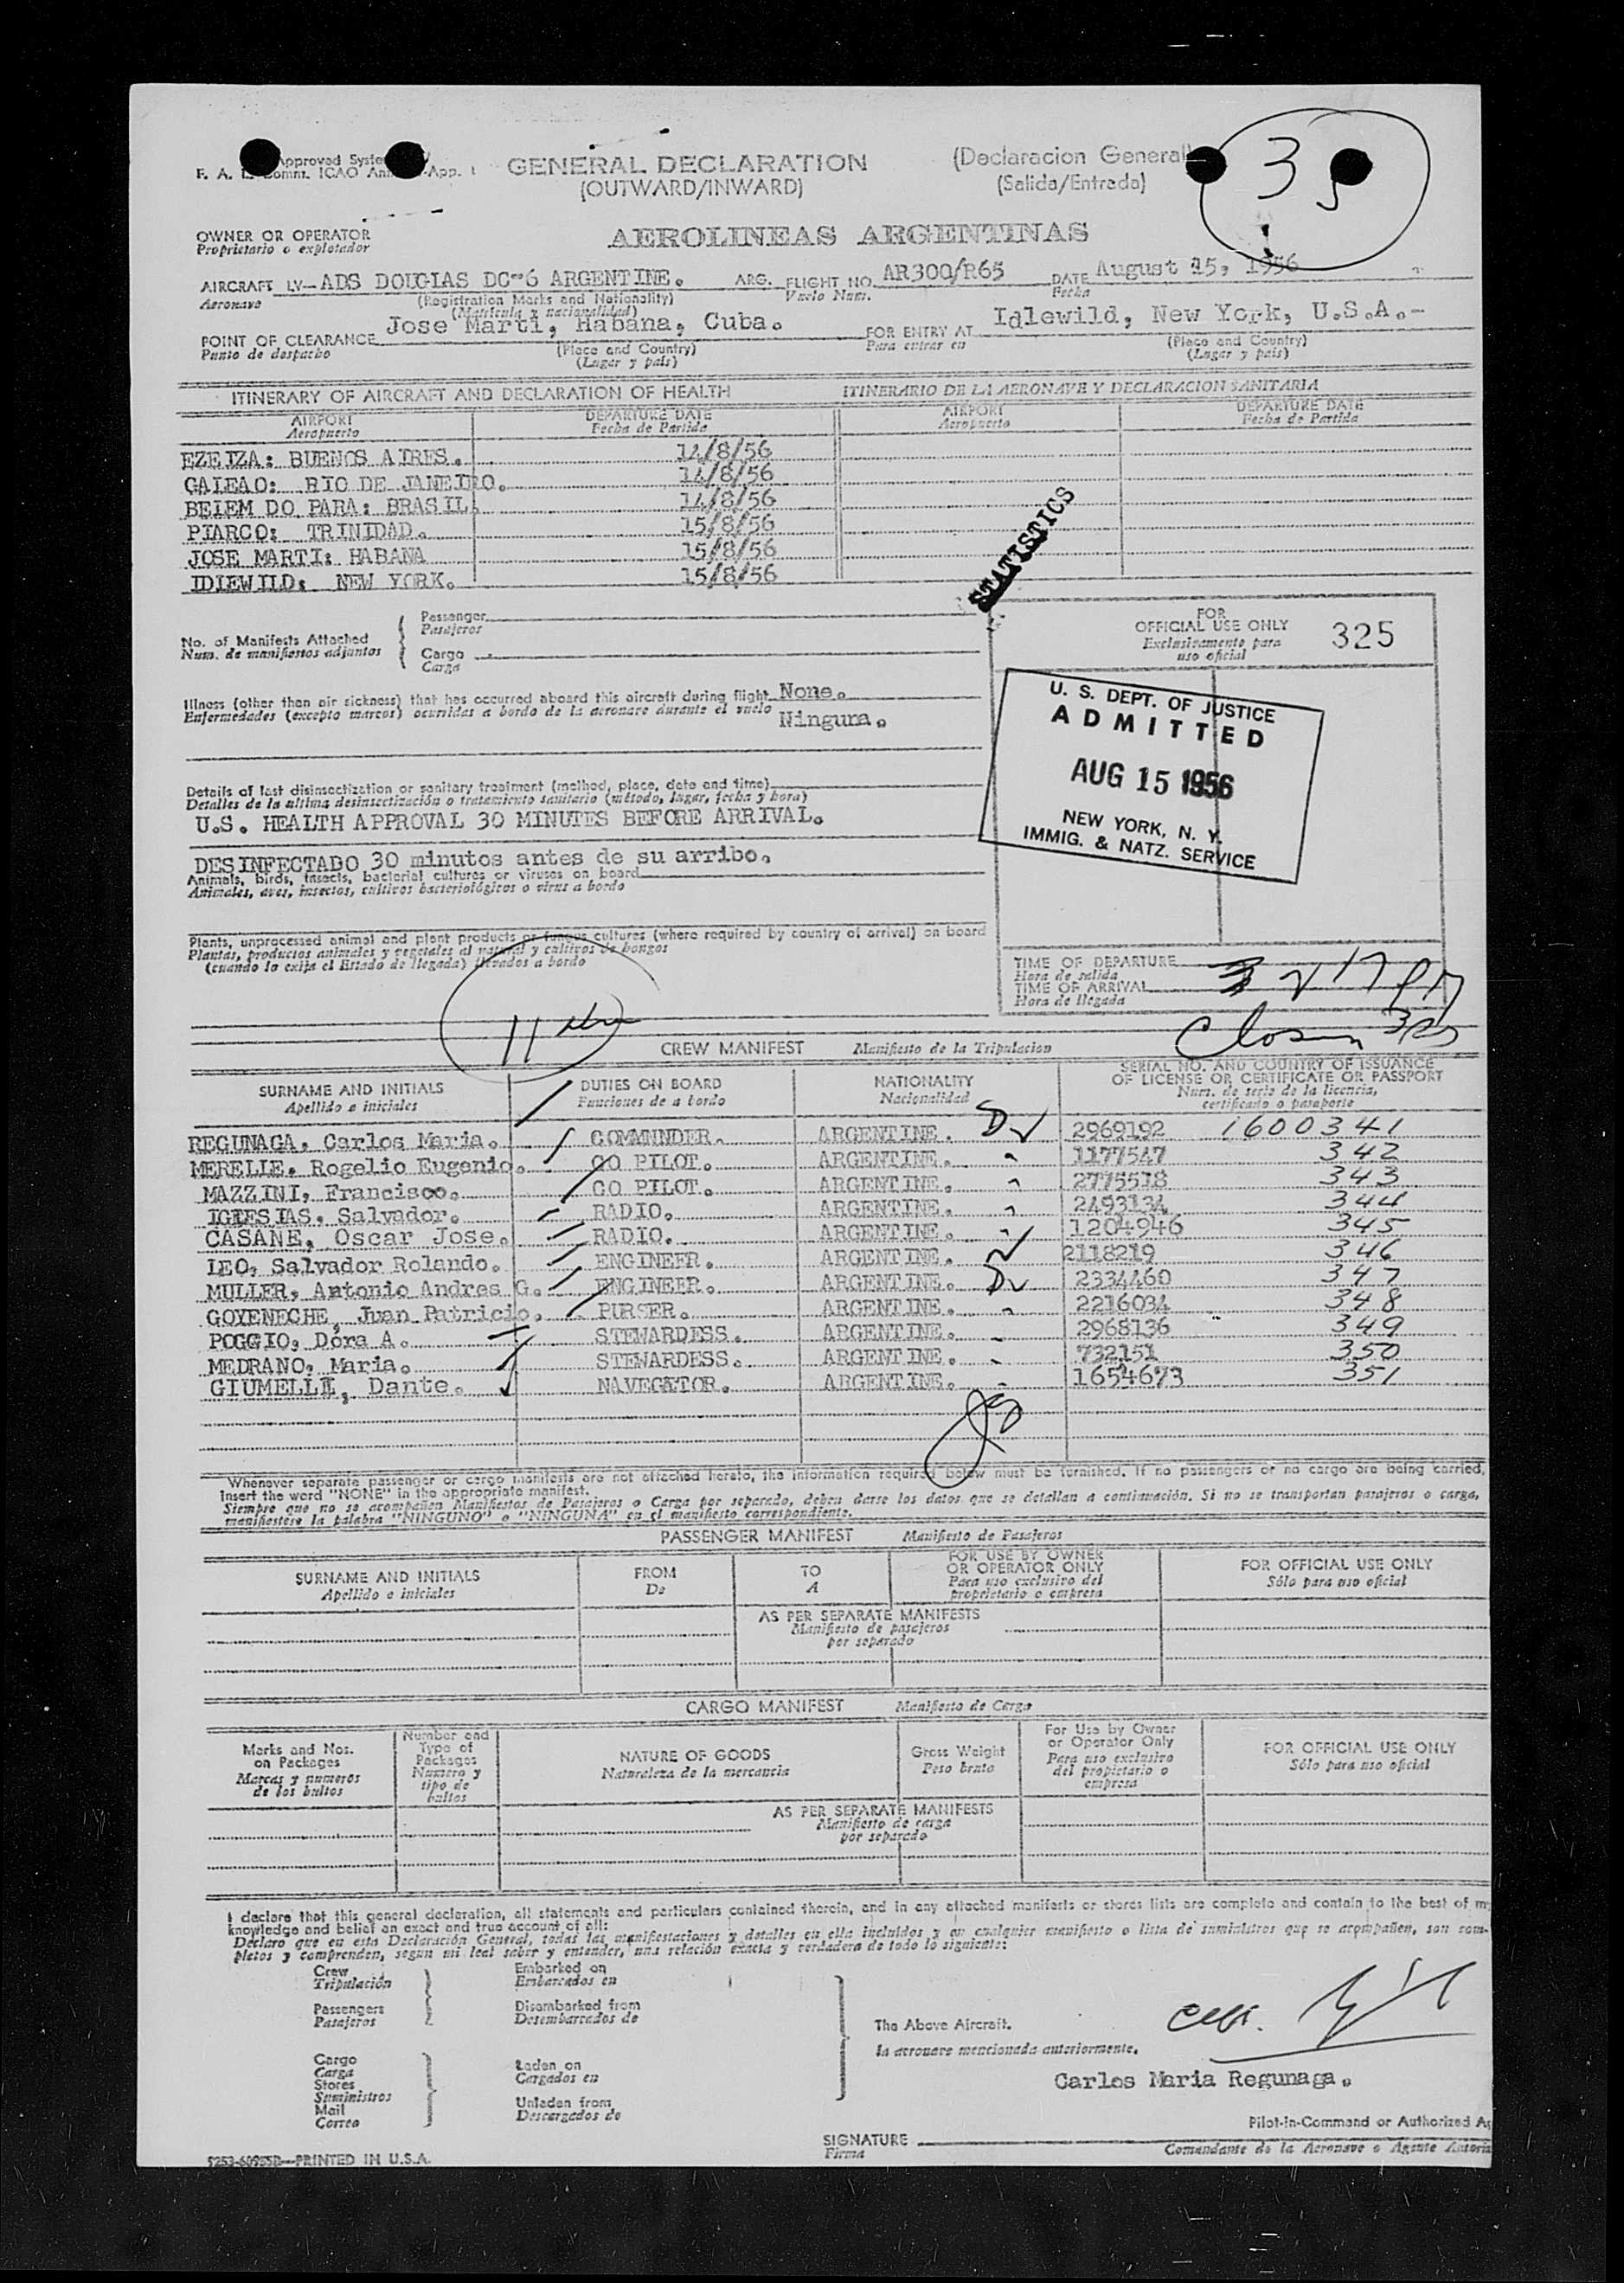 GENERAL DECLARATION (Declaracion General)
(OUTWARD/INWARD) (Salida/Entrada)
OWNER OR OPERATOR AEROLINEAS ARGENTINAS
Proprietario o explotador
AIRCRAFT LV-ADS DOUGLAS DC-6 ARGENTINE. ARG. FLIGHT NO. AR300/R65 DATE August 15, 1956
Aeronave (Registration Marks and Nationality) Vuelo Num. Fecha
(Matricula y nacionalidad)
POINT OF CLEARANCE Jose Marti, Habana, Cuba. FOR ENTRY AT Idlewild, New York, U.S.A.-
Punto de despacho (Place and Country) Para entrar en (Place and Country)
(Lugar y país) (Lugar y país)
ITINERARY OF AIRCRAFT AND DECLARATION OF HEALTH ITINERARIO DE LA AERONAVE Y DECLARACION SANITARIA
AIRPORT DEPARTURE DATE AIRPORT DEPARTURE DATE
Aeropuerto Fecha de Partida Aeropuerto Fecha de Partida
EZEIZA: BUENOS AIRES. 14/8/56
GALEAO: RIO DE JANEIRO. 14/8/56
BELEM DO PARA: BRASIL 14/8/56
PIARCO: TRINIDAD. 15/8/56
JOSE MARTI: HABANA 15/8/56
IDLEWILD: NEW YORK. 15/8/56
STATISTICS
No. of Manifests Attached Passenger
Num. de manifiestos adjuntos Pasajeros
Cargo
Carga
FOR
OFFICIAL USE ONLY 325
Exclusivamente para
uso oficial
Illness (other than air sickness) that has occurred aboard this aircraft during flight None.
Enfermedades (excepto mareos) ocurridas a bordo de la aeronave durante el vuelo Ninguna.
U. S. DEPT. OF JUSTICE
ADMITTED
AUG 15 1956
NEW YORK, N. Y.
IMMIG. & NATZ. SERVICE
Details of last disinsectization or sanitary treatment (method, place, date and time)
Detalles de la ultima desinsectización o tratamiento sanitario (método, lugar, fecha y hora)
U.S. HEALTH APPROVAL 30 MINUTES BEFORE ARRIVAL.
DESINFECTADO 30 minutos antes de su arribo.
Animals, birds, insects, bacterial cultures or viruses on board
Animales, aves, insectos, cultivos bacteriológicos o virus a bordo
Plants, unprocessed animal and plant products or fungus cultures (where required by country of arrival) on board
Plantas, productos animales y vegetales al natural y cultivos de hongos
(cuando lo exija el Estado de llegada) llevados a bordo
TIME OF DEPARTURE
Hora de salida
TIME OF ARRIVAL
Hora de llegada
CREW MANIFEST Manifiesto de la Tripulacion
SURNAME AND INITIALS DUTIES ON BOARD NATIONALITY SERIAL NO. AND COUNTRY OF ISSUANCE
OF LICENSE OR CERTIFICATE OR PASSPORT
Apellido e iniciales Funciones de a bordo Nacionalidad Num. de serie de la licencia,
certificado o pasaporte
REGUNAGA, Carlos Maria. COMMNNDER. ARGENTINE. 2969192 1600341
MERELLE, Rogelio Eugenio. CO PILOT. ARGENTINE. 1177547 342
MAZZINI, Francisco. CO PILOT. ARGENTINE. 2775518 343
IGLESIAS, Salvador. RADIO. ARGENTINE. 2493134 344
CASANE, Oscar Jose. RADIO. ARGENTINE. 1204946 345
LEO, Salvador Rolando. ENGINEER. ARGENTINE. 2118219 346
MULLER, Antonio Andres G. ENGINEER. ARGENTINE. 2334460 347
GOYENECHE, Juan Patricio. PURSER. ARGENTINE. 2216034 348
POGGIO, Dora A. STEWARDESS. ARGENTINE. 2968136 349
MEDRANO, Maria. STEWARDESS. ARGENTINE. 732151 350
GIUMELLI, Dante. NAVEGATOR. ARGENTINE. 1654673 351
Whenever separate passenger or cargo manifests are not attached hereto, the information required below must be furnished. If no passengers or no cargo are being carried,
insert the word "NONE" in the appropriate manifest.
Siempre que no se acompañen Manifiestos de Pasajeros o Carga por separado, deben darse los datos que se detallan a continuación. Si no se transportan pasajeros o carga,
manifiestese la palabra "NINGUNO" o "NINGUNA" en el manifiesto correspondiente.
PASSENGER MANIFEST Manifiesto de Pasajeros
SURNAME AND INITIALS FROM TO FOR USE BY OWNER
OR OPERATOR ONLY FOR OFFICIAL USE ONLY
Apellido e iniciales De A Para uso exclusivo del
propietario o empresa Sólo para uso oficial
AS PER SEPARATE MANIFESTS
Manifiesto de pasajeros
por separado
CARGO MANIFEST Manifiesto de Carga
Marks and Nos.
on Packages
Marcas y numeros
de los bultos
Number and
Type of
Packages
Numero y
tipo de
bultos
NATURE OF GOODS
Naturaleza de la mercancia
Gross Weight
Peso bruto
For Use by Owner
or Operator Only
Para uso exclusivo
del propietario o
empresa
FOR OFFICIAL USE ONLY
Sólo para uso oficial
AS PER SEPARATE MANIFESTS
Manifiesto de carga
por separado
I declare that this general declaration, all statements and particulars contained therein, and in any attached manifests or stores lists are complete and contain to the best of my
knowledge and belief an exact and true account of all:
Declaro que en esta Declaración General, todas las manifestaciones y detalles en ella incluídos y en cualquier manifiesto o lista de suministros que se acompañen, son com-
pletos y comprenden, segun mi leal saber y entender, una relación exacta y verdadera de todo lo siguiente:
Crew Embarked on
Tripulación Embarcados en
Passengers Disembarked from
Pasajeros Desembarcados de
The Above Aircraft.
la aeronave mencionada anteriormente.
Cargo Laden on
Carga Cargados en
Stores
Suministros
Mail Unladen from
Correo Descargados de
Carlos Maria Regunaga.
Pilot-in-Command or Authorized
SIGNATURE
Firma Comandante de la Aeronave o Agente
PRINTED IN U.S.A.